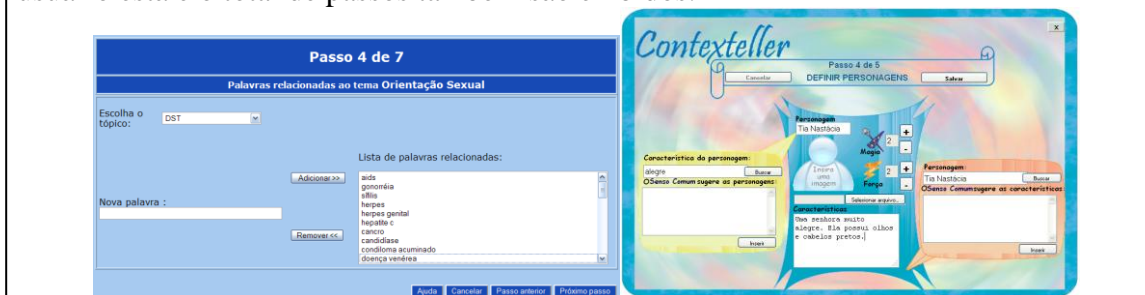 Passo 4 de 7
Palavras relacionadas ao tema Orientação Sexual
Escolha o
tópico:
DST
Lista de palavras relacionadas:
Adicionar >>
aids
gonorréia
sífilis
herpes
herpes genital
hepatite c
cancro
candidíase
condiloma acuminado
doença venérea
Nova palavra :
Remover <<
Ajuda
Cancelar
Passo anterior
Próximo passo
Contexteller
x
Passo 4 de 5
Cancelar
DEFINIR PERSONAGENS
Salvar
Personagem
Tia Nastácia
Magia
2
+
-
Insira
uma
imagem
Força
2
+
-
Selecionar arquivo...
Características
Uma senhora muito
alegre. Ela possui olhos
e cabelos pretos.
Característica do personagem:
alegre
Buscar
OSenso Comum sugere as personagens:
Inserir
Personagem:
Tia Nastácia
Buscar
OSenso Comum sugere as características:
Inserir